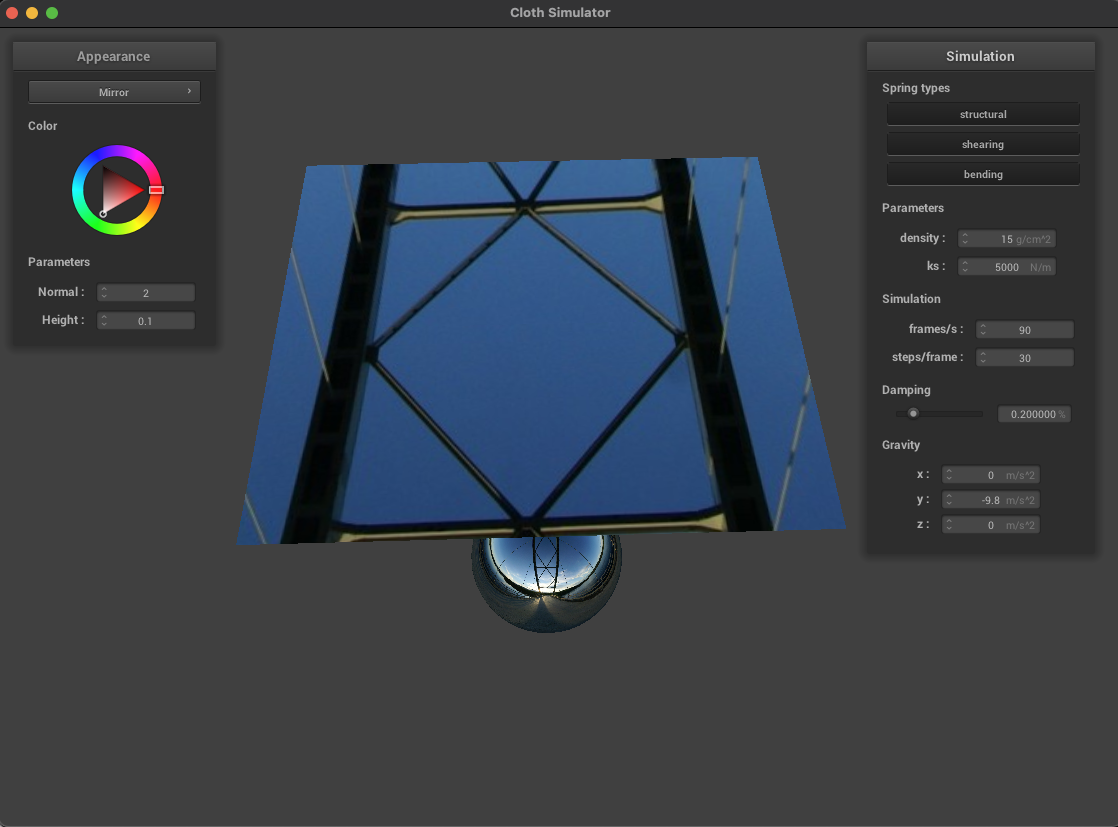 Cloth Simulator
Appearance
Mirror
Color
Parameters
Normal : 2
Height : 0.1
Simulation
Spring types
structural
shearing
bending
Parameters
density : 15 g/cm^2
ks : 5000 N/m
Simulation
frames/s : 90
steps/frame : 30
Damping
0.200000 %
Gravity
x : 0 m/s^2
y : -9.8 m/s^2
z : 0 m/s^2